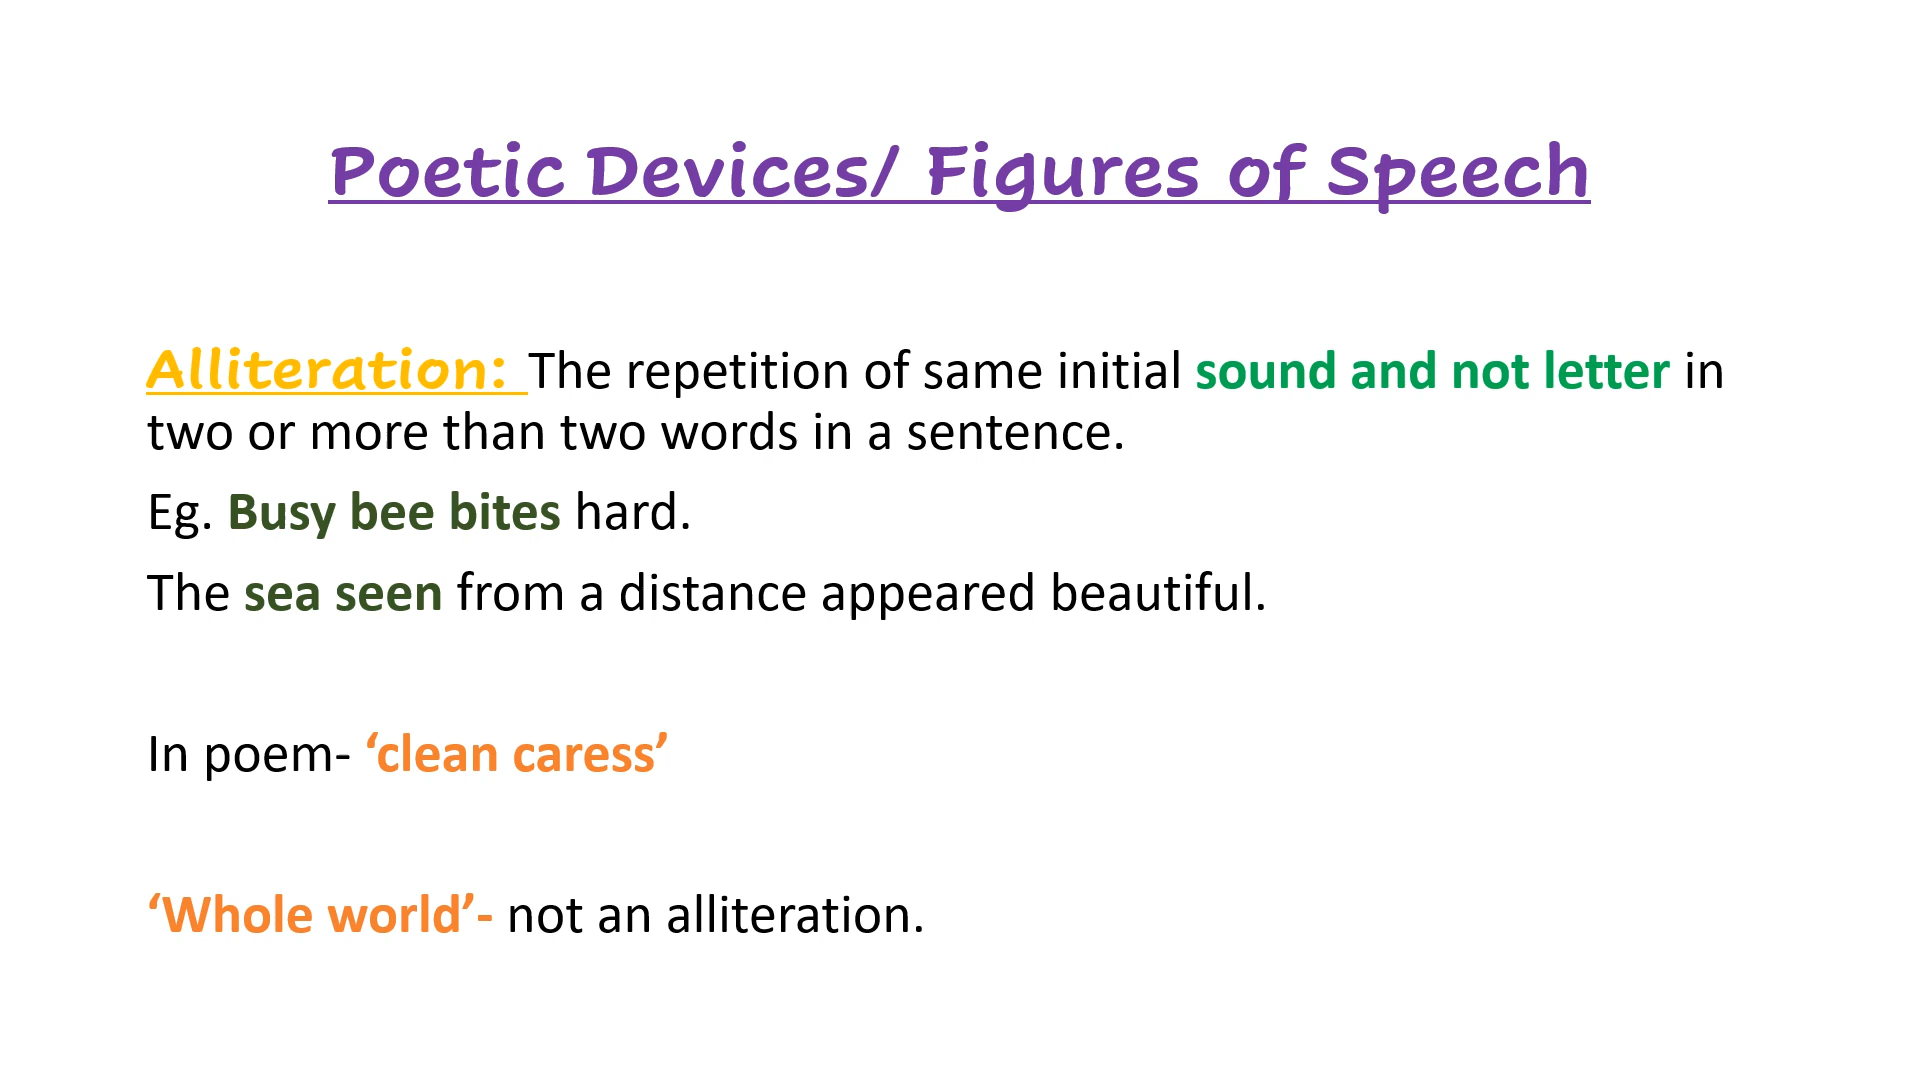 Poetic Devices/ Figures of Speech
Alliteration: The repetition of same initial sound and not letter in
two or more than two words in a sentence.
Eg. Busy bee bites hard.
The sea seen from a distance appeared beautiful.
In poem- ‘clean caress’
‘Whole world’- not an alliteration.